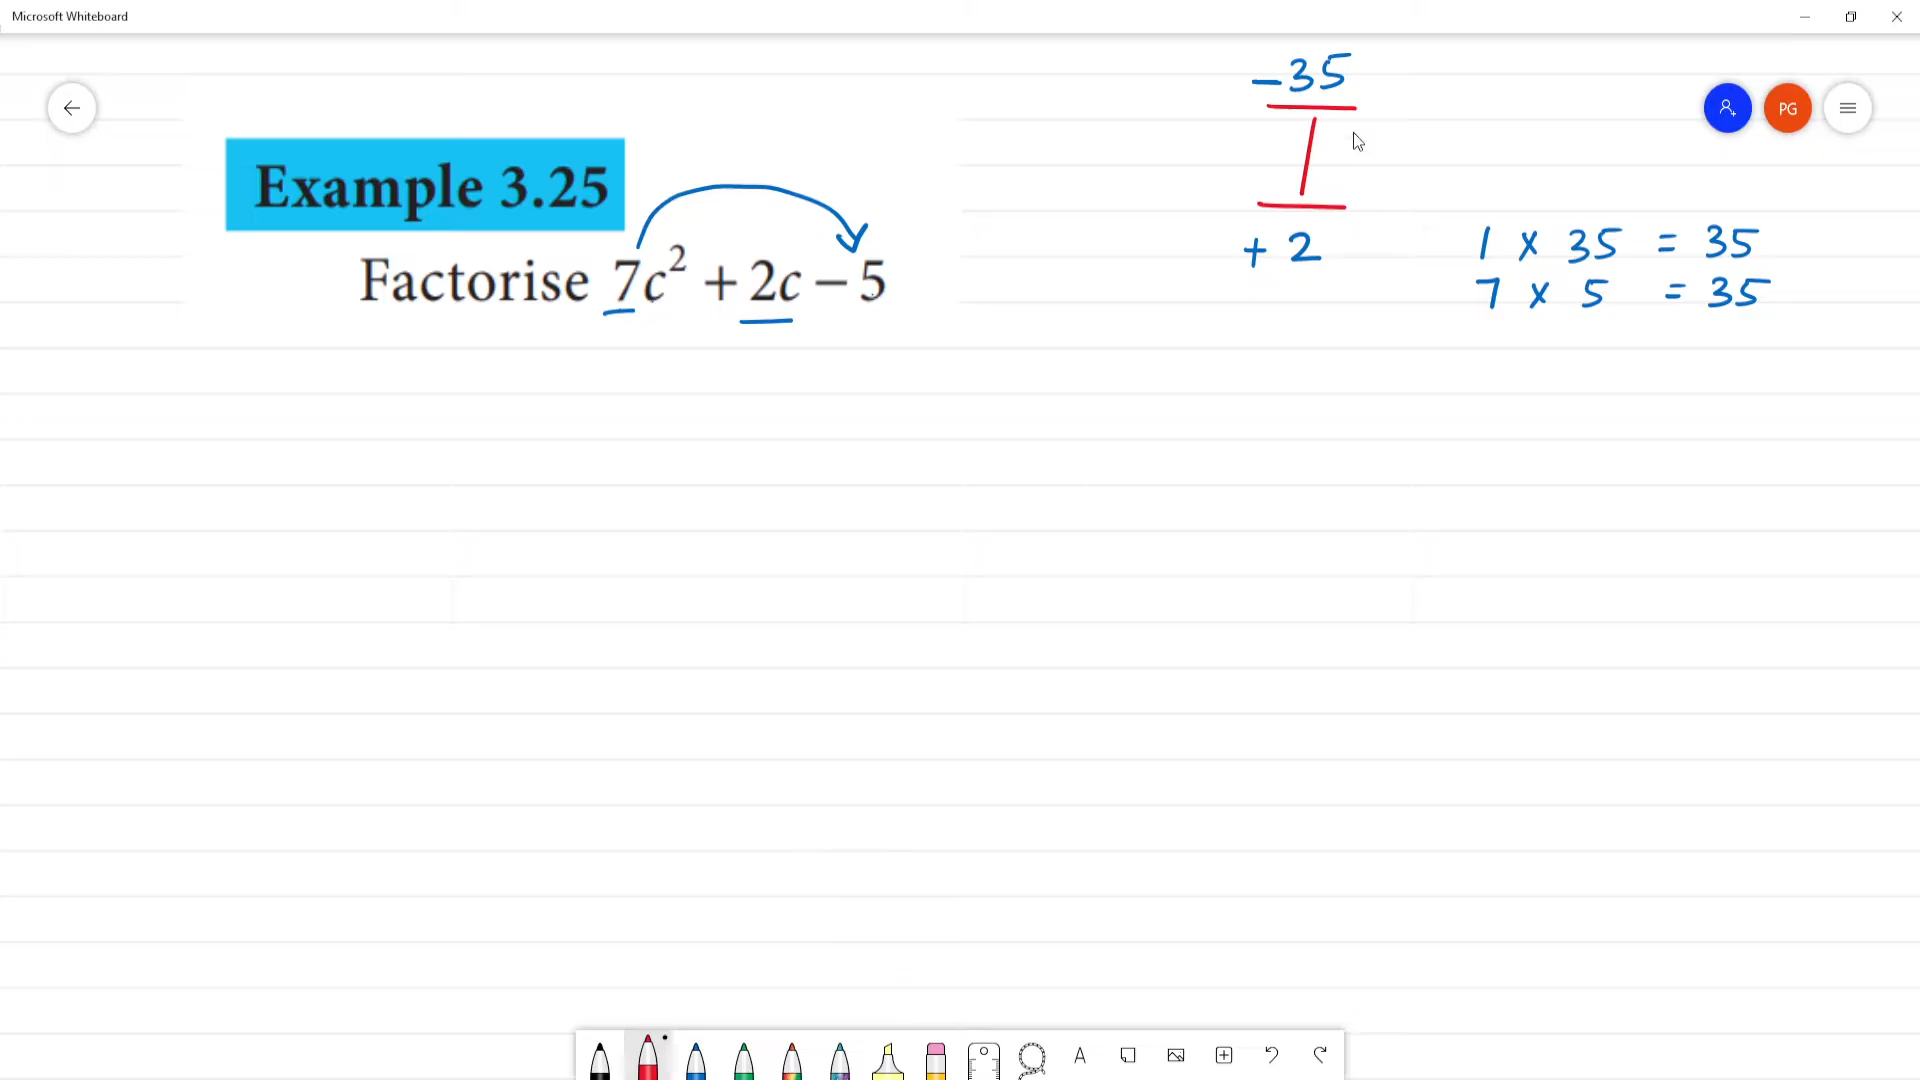 Microsoft Whiteboard
PG
Example 3.25
Factorise 7c² + 2c − 5
−35
+ 2
1 × 35 = 35
7 × 5 = 35
A